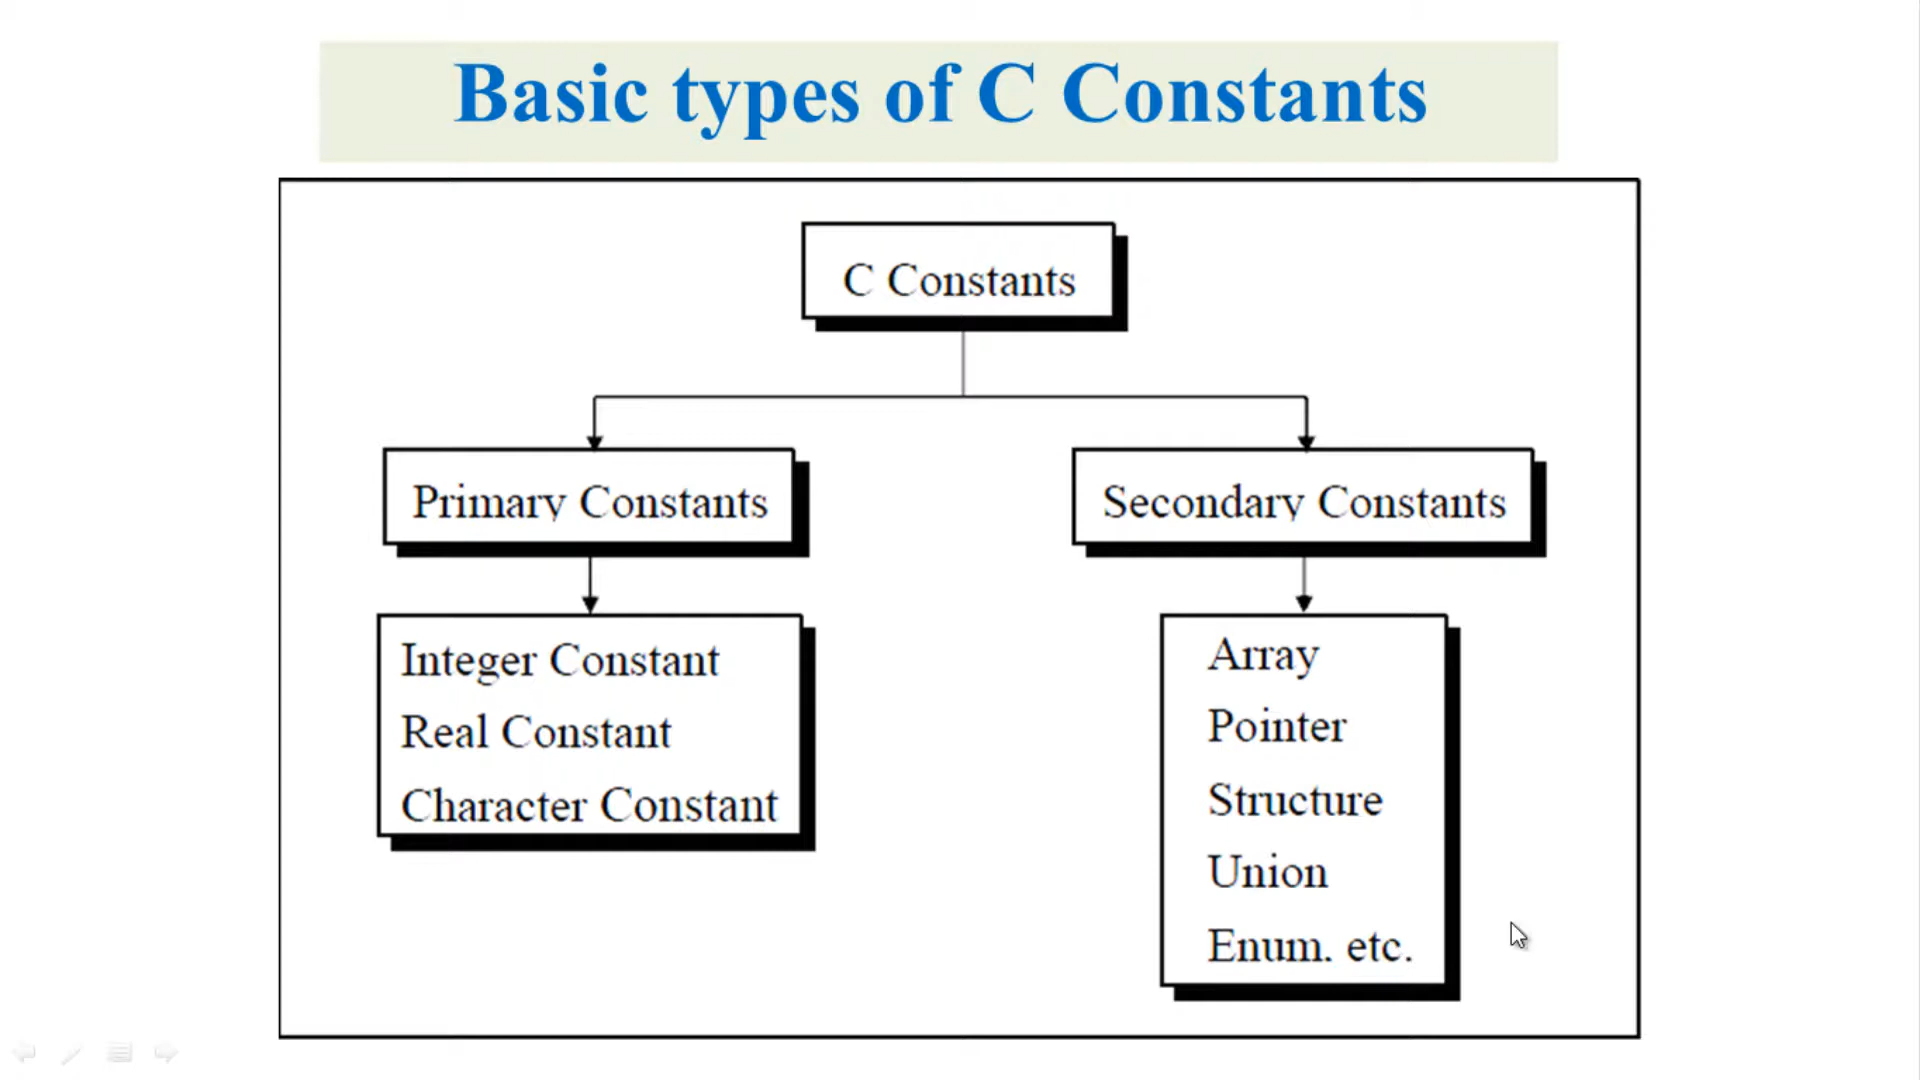 Basic types of C Constants
C Constants
Primary Constants
Secondary Constants
Integer Constant
Real Constant
Character Constant
Array
Pointer
Structure
Union
Enum. etc.